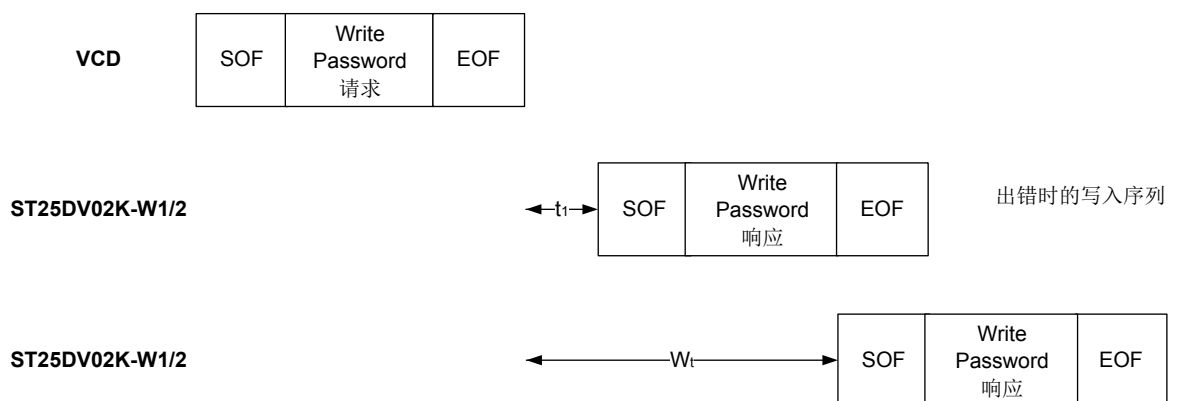 VCD
SOF
Write
Password
请求
EOF
ST25DV02K-W1/2
t1
SOF
Write
Password
响应
EOF
出错时的写入序列
ST25DV02K-W1/2
Wt
SOF
Write
Password
响应
EOF